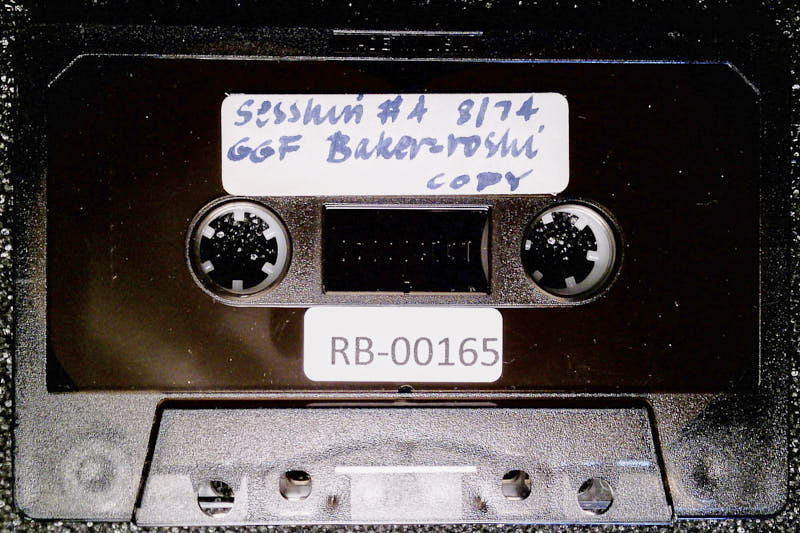 Sesshin #4 8/74
GGF Baker-roshi
COPY
RB-00165